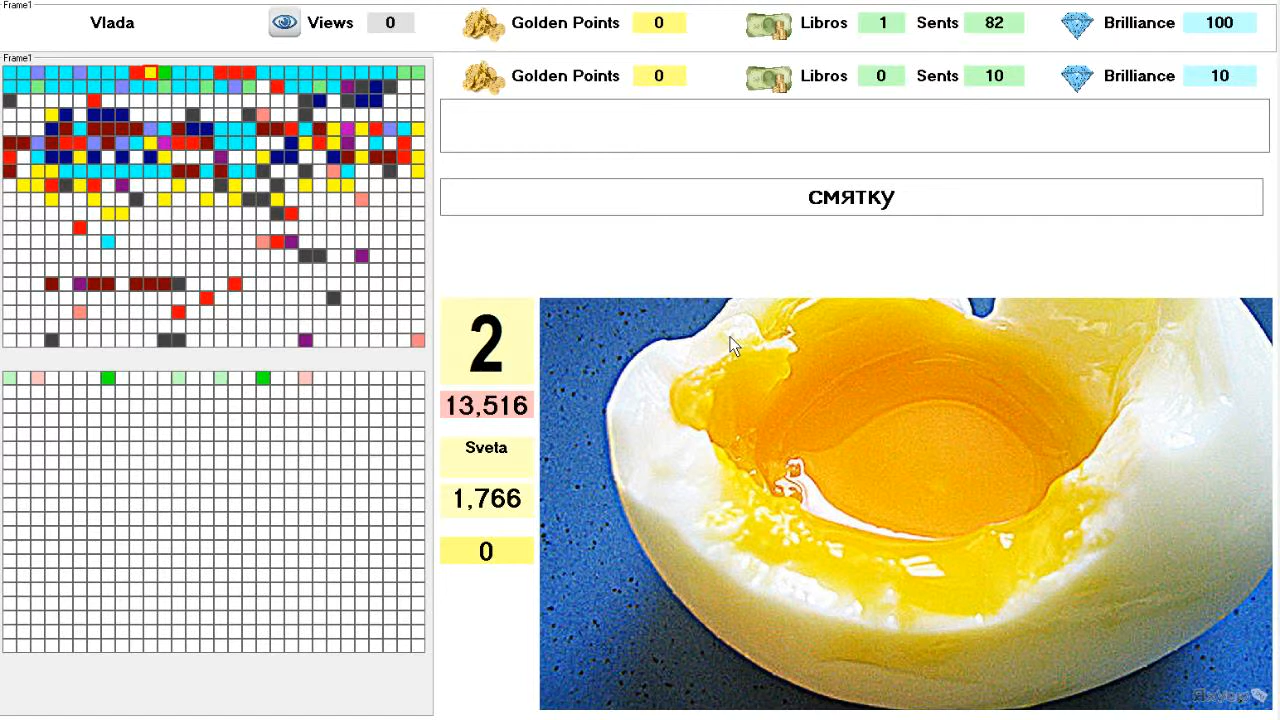 Frame1
Vlada Views 0 Golden Points 0 Libros 1 Sents 82 Brilliance 100
Frame1
Golden Points 0 Libros 0 Sents 10 Brilliance 10
смятку
2
13,516
Sveta
1,766
0